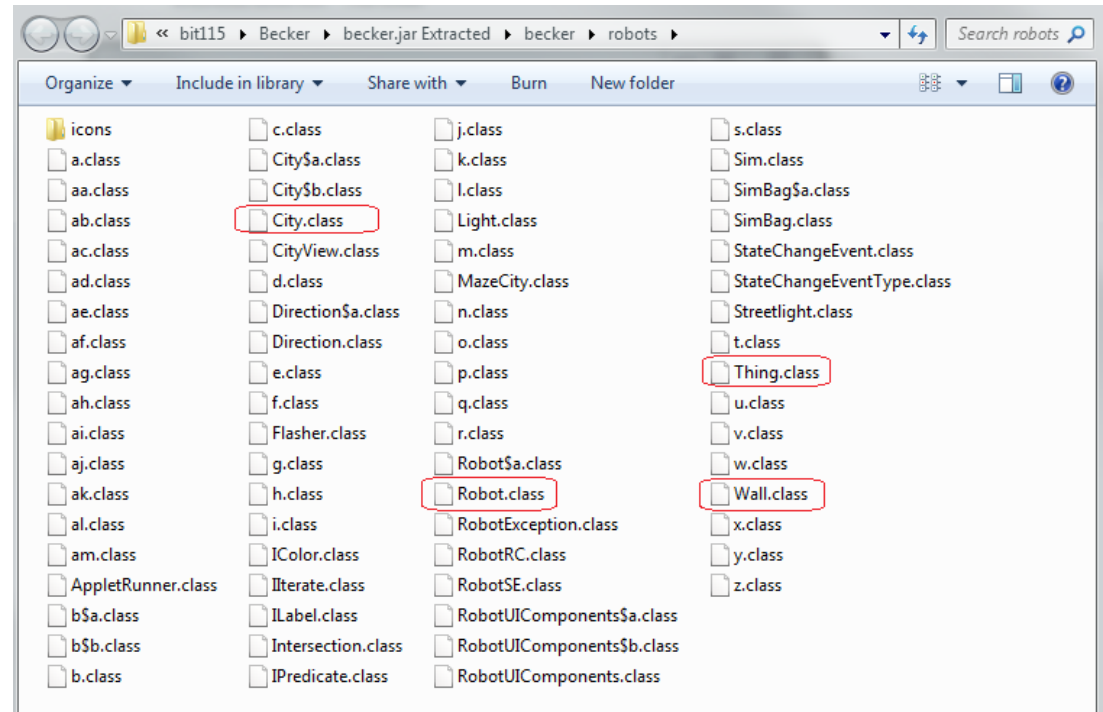 « bit115 ▸ Becker ▸ becker.jar Extracted ▸ becker ▸ robots ▸
Search robots
Organize Include in library Share with Burn New folder
icons
a.class
aa.class
ab.class
ac.class
ad.class
ae.class
af.class
ag.class
ah.class
ai.class
aj.class
ak.class
al.class
am.class
AppletRunner.class
b$a.class
b$b.class
b.class
c.class
City$a.class
City$b.class
City.class
CityView.class
d.class
Direction$a.class
Direction.class
e.class
f.class
Flasher.class
g.class
h.class
i.class
IColor.class
IIterate.class
ILabel.class
Intersection.class
IPredicate.class
j.class
k.class
l.class
Light.class
m.class
MazeCity.class
n.class
o.class
p.class
q.class
r.class
Robot$a.class
Robot.class
RobotException.class
RobotRC.class
RobotSE.class
RobotUIComponents$a.class
RobotUIComponents$b.class
RobotUIComponents.class
s.class
Sim.class
SimBag$a.class
SimBag.class
StateChangeEvent.class
StateChangeEventType.class
Streetlight.class
t.class
Thing.class
u.class
v.class
w.class
Wall.class
x.class
y.class
z.class